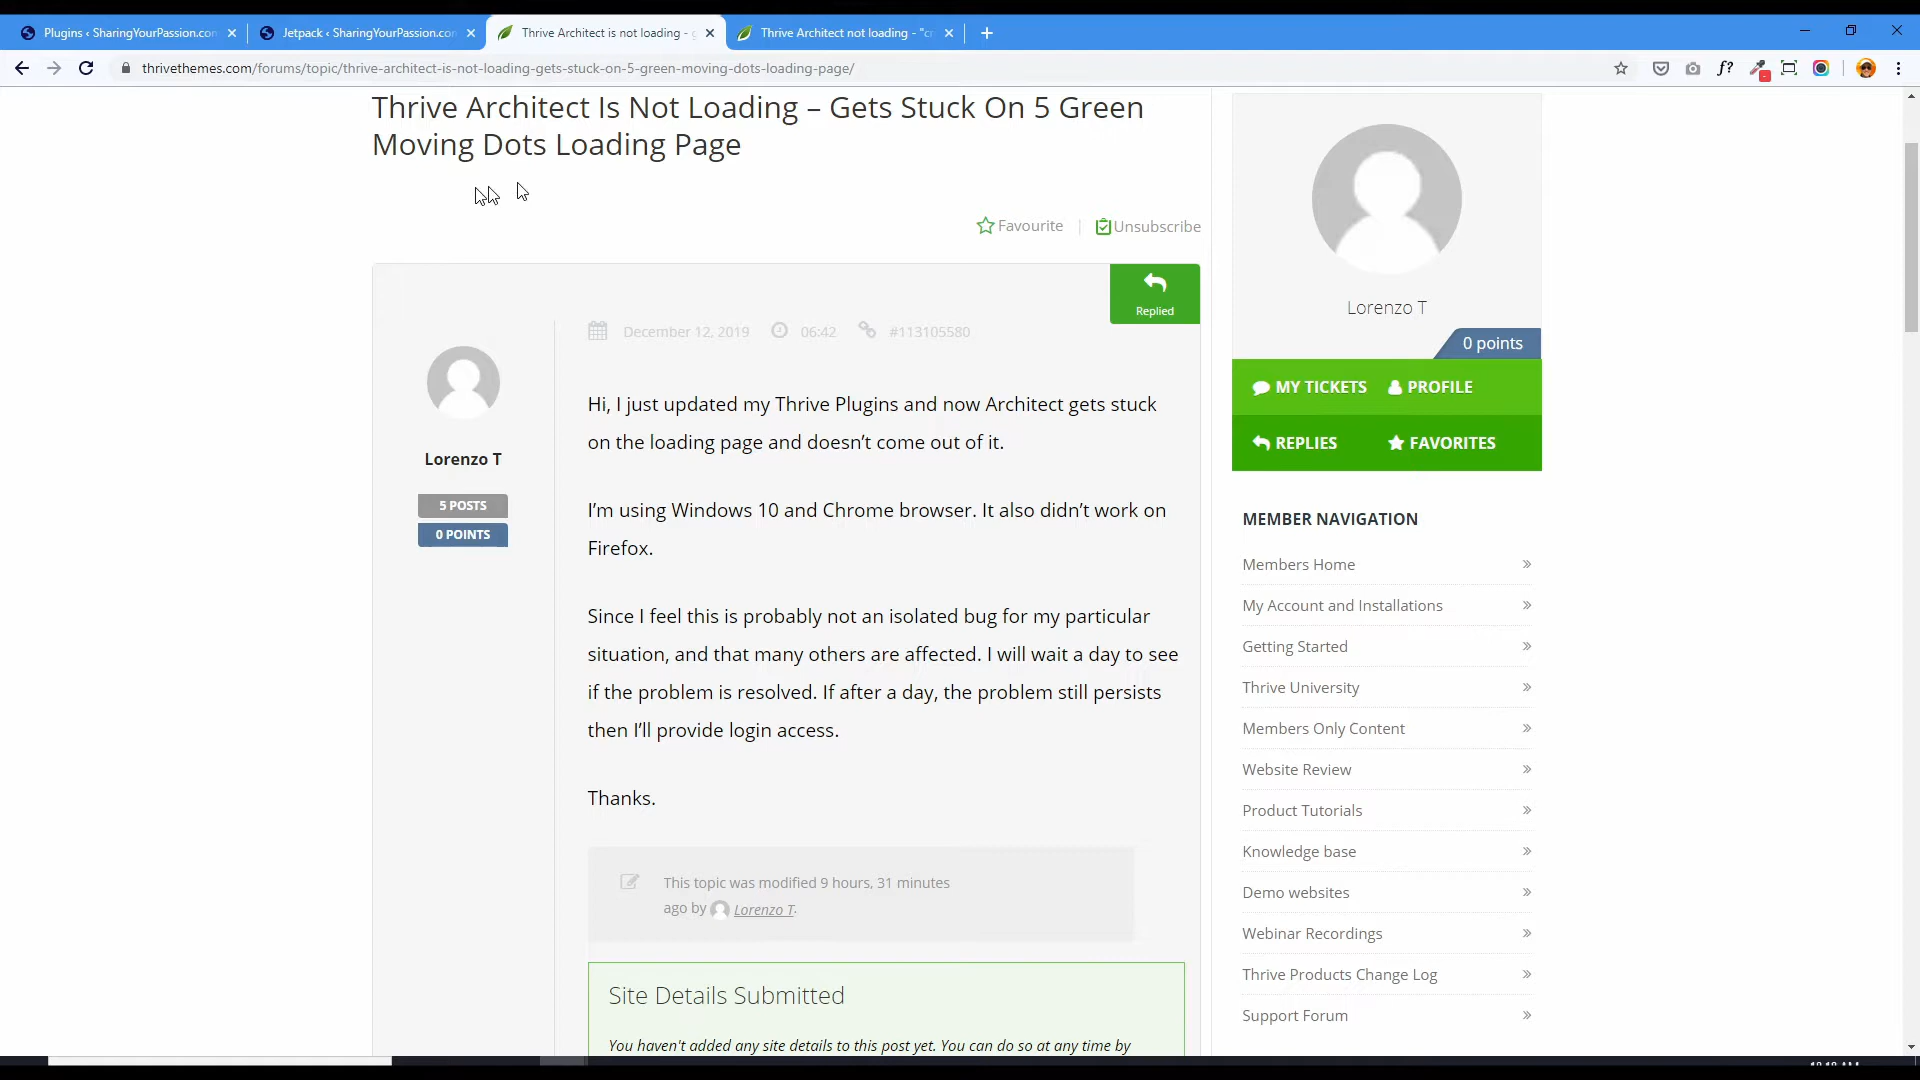 Plugins ‹ SharingYourPassion.con
Jetpack ‹ SharingYourPassion.con
Thrive Architect is not loading -
Thrive Architect not loading - "cr
thrivethemes.com/forums/topic/thrive-architect-is-not-loading-gets-stuck-on-5-green-moving-dots-loading-page/
f?
Thrive Architect Is Not Loading – Gets Stuck On 5 Green
Moving Dots Loading Page
Favourite | Unsubscribe
Replied
December 12, 2019 06:42 #113105580
Lorenzo T
5 POSTS
0 POINTS
Hi, I just updated my Thrive Plugins and now Architect gets stuck
on the loading page and doesn’t come out of it.
I’m using Windows 10 and Chrome browser. It also didn’t work on
Firefox.
Since I feel this is probably not an isolated bug for my particular
situation, and that many others are affected. I will wait a day to see
if the problem is resolved. If after a day, the problem still persists
then I’ll provide login access.
Thanks.
This topic was modified 9 hours, 31 minutes
ago by Lorenzo T.
Site Details Submitted
You haven't added any site details to this post yet. You can do so at any time by
Lorenzo T
0 points
MY TICKETS PROFILE
REPLIES FAVORITES
MEMBER NAVIGATION
Members Home »
My Account and Installations »
Getting Started »
Thrive University »
Members Only Content »
Website Review »
Product Tutorials »
Knowledge base »
Demo websites »
Webinar Recordings »
Thrive Products Change Log »
Support Forum »